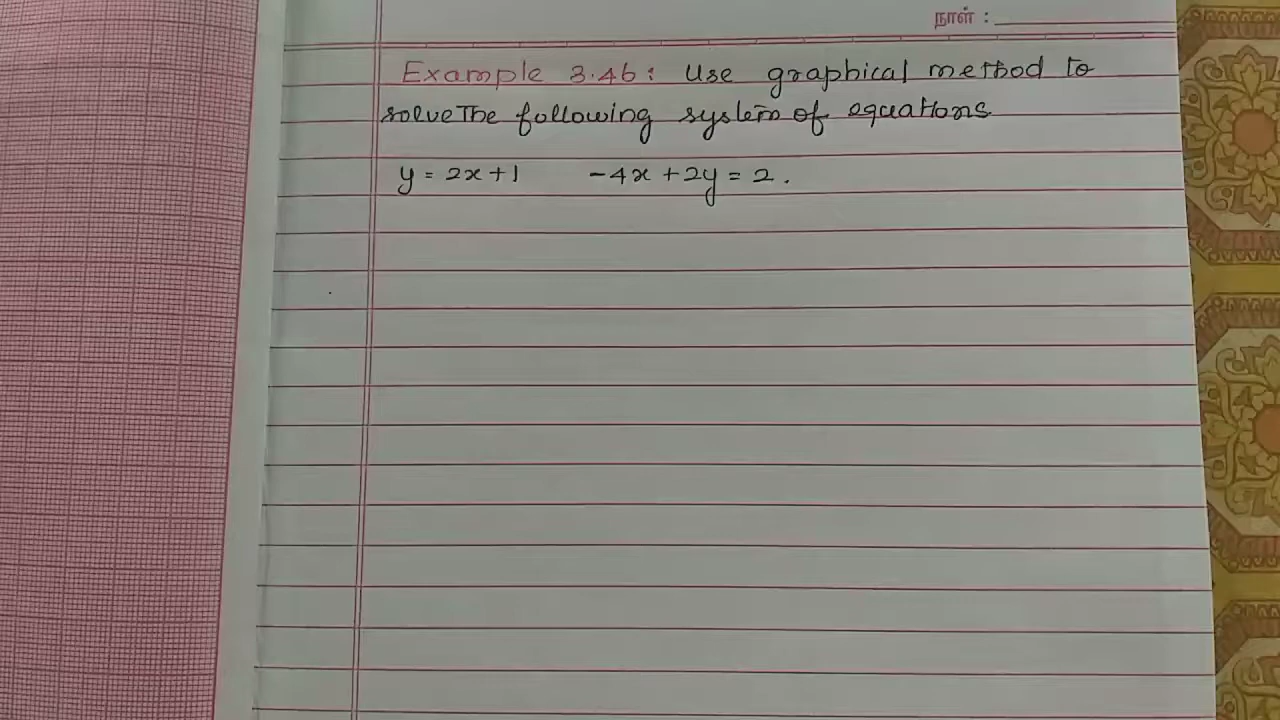 நாள் :
Example 3.46: Use graphical method to
solve The following system of equations
y = 2x + 1 -4x + 2y = 2.